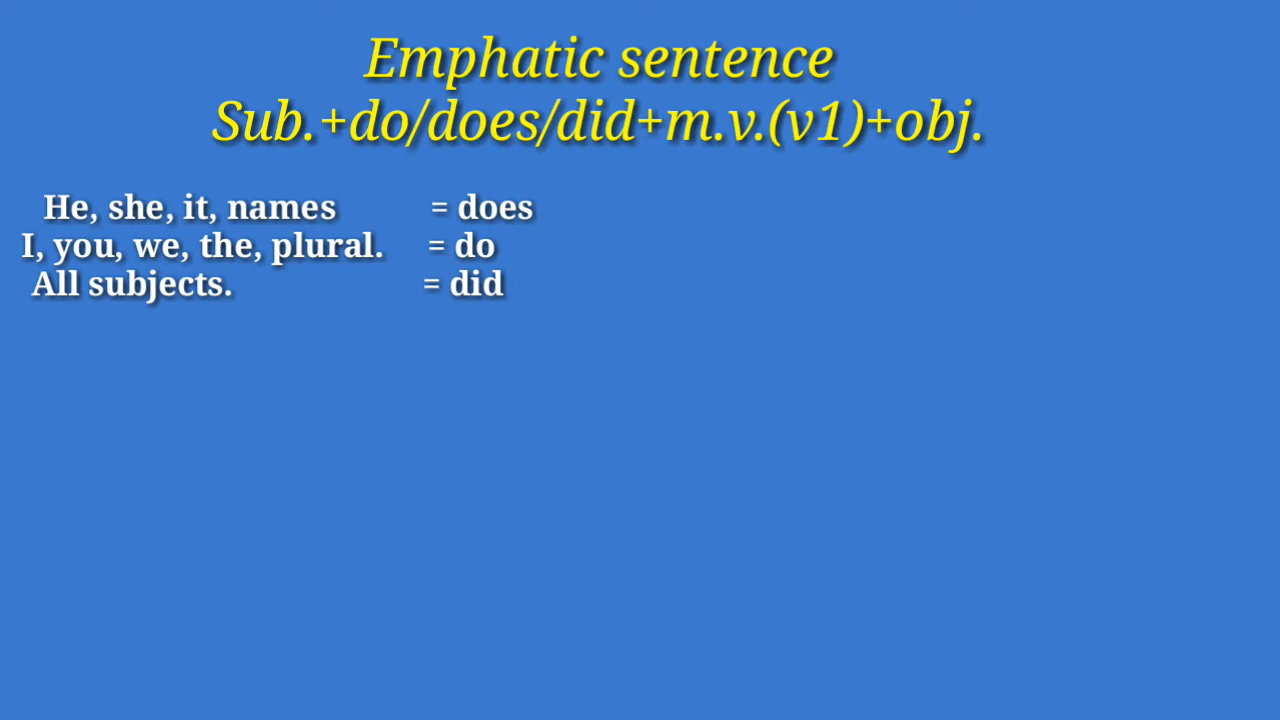 Emphatic sentence
Sub.+do/does/did+m.v.(v1)+obj.
He, she, it, names = does
I, you, we, the, plural. = do
All subjects. = did